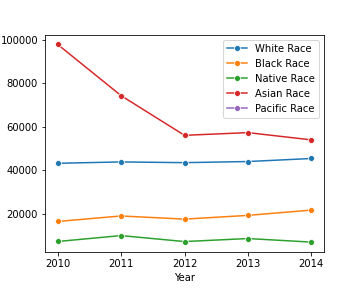 100000
80000
60000
40000
20000
White Race
Black Race
Native Race
Asian Race
Pacific Race
2010 2011 2012 2013 2014
Year